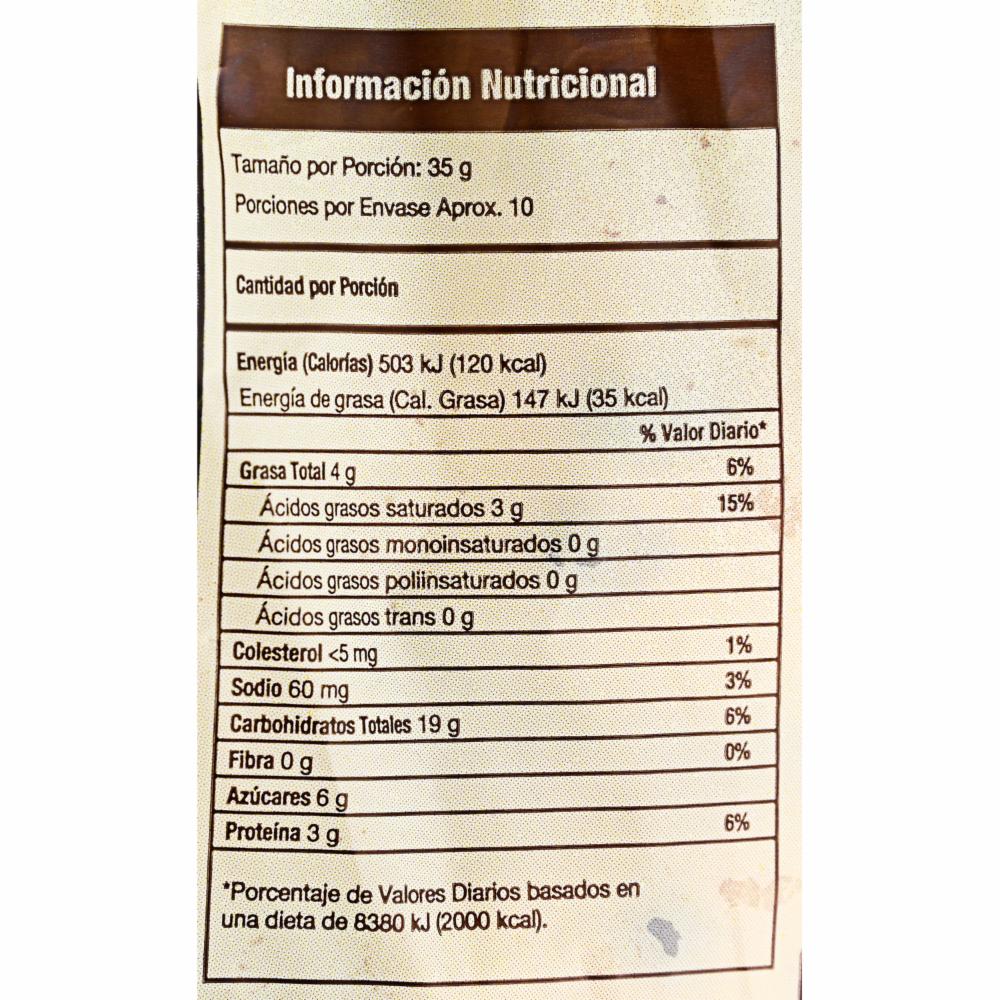 Información Nutricional
Tamaño por Porción: 35 g
Porciones por Envase Aprox. 10
Cantidad por Porción
Energía (Calorías) 503 kJ (120 kcal)
Energía de grasa (Cal. Grasa) 147 kJ (35 kcal)
% Valor Diario*
Grasa Total 4 g 6%
Ácidos grasos saturados 3 g 15%
Ácidos grasos monoinsaturados 0 g
Ácidos grasos poliinsaturados 0 g
Ácidos grasos trans 0 g
Colesterol <5 mg 1%
Sodio 60 mg 3%
Carbohidratos Totales 19 g 6%
Fibra 0 g 0%
Azúcares 6 g
Proteína 3 g 6%
*Porcentaje de Valores Diarios basados en
una dieta de 8380 kJ (2000 kcal).